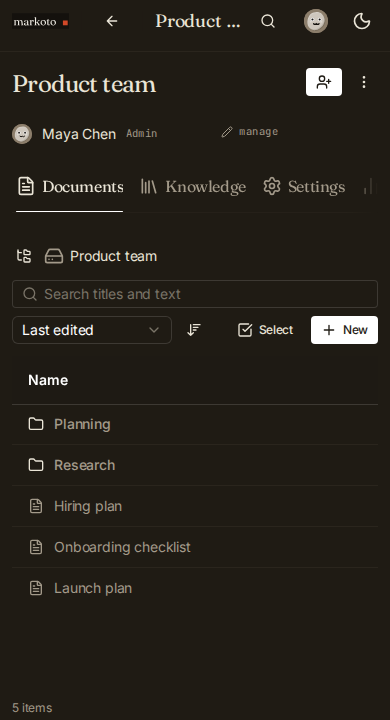 markoto
Product ...
Product team
Maya Chen Admin manage
Documents Knowledge Settings
Product team
Search titles and text
Last edited Select New
Name
Planning
Research
Hiring plan
Onboarding checklist
Launch plan
5 items